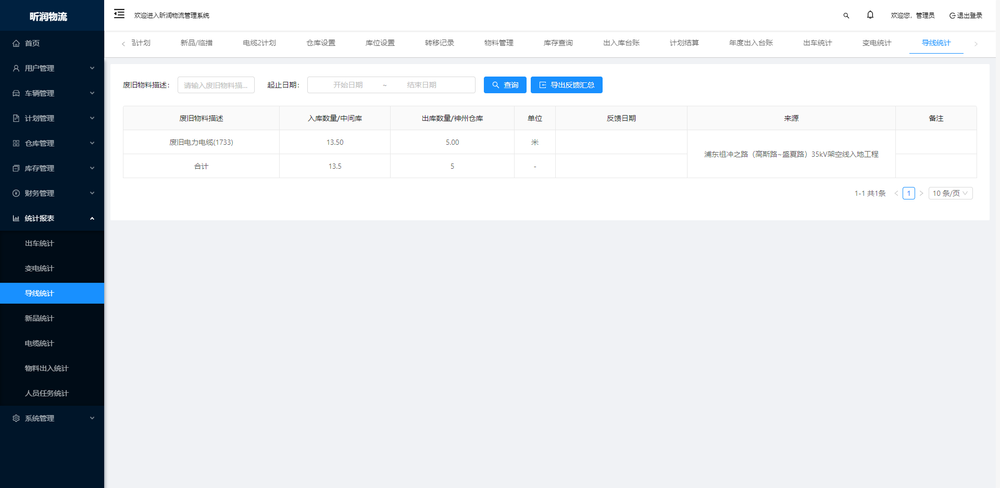 昕润物流
欢迎进入昕润物流管理系统
欢迎您，管理员
退出登录
首页
用户管理
车辆管理
计划管理
仓库管理
库存管理
财务管理
统计报表
出车统计
变电统计
导线统计
新品统计
电缆统计
物料出入统计
人员任务统计
系统管理
品计划 新品/临措 电缆2计划 仓库设置 库位设置 转移记录 物料管理 库存查询 出入库台账 计划结算 年度出入台账 出车统计 变电统计 导线统计
废旧物料描述： 请输入废旧物料描... 起止日期： 开始日期 ~ 结束日期 查询 导出反馈汇总
废旧物料描述 入库数量/中间库 出库数量/神州仓库 单位 反馈日期 来源 备注
废旧电力电缆(1733) 13.50 5.00 米
浦东祖冲之路（高斯路~盛夏路）35kV架空线入地工程
合计 13.5 5 -
1-1 共1条 < 1 > 10 条/页